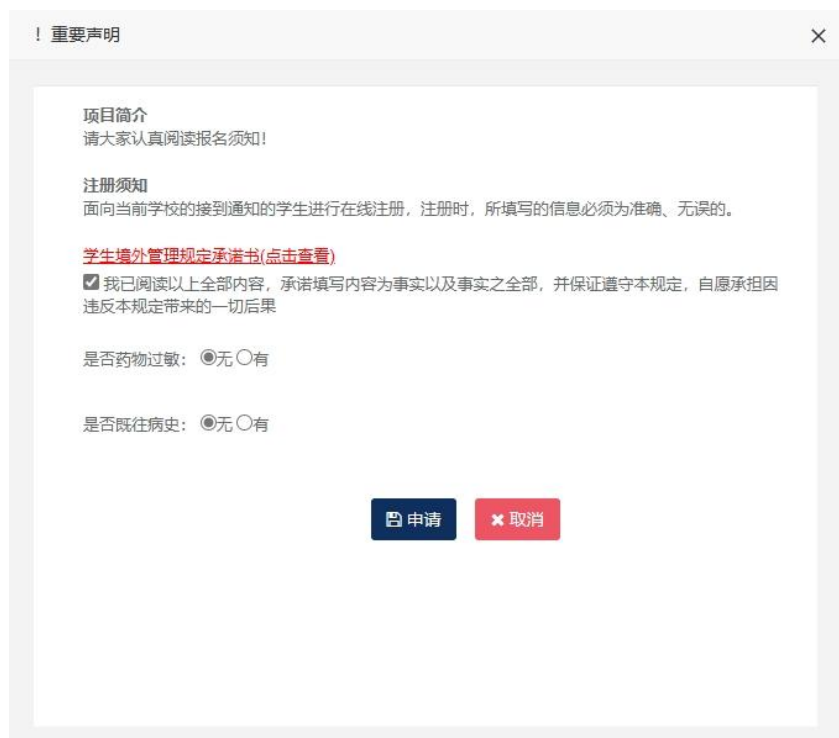 ! 重要声明
项目简介
请大家认真阅读报名须知!
注册须知
面向当前学校的接到通知的学生进行在线注册，注册时，所填写的信息必须为准确、无误的。
学生境外管理规定承诺书(点击查看)
我已阅读以上全部内容，承诺填写内容为事实以及事实之全部，并保证遵守本规定，自愿承担因
违反本规定带来的一切后果
是否药物过敏： 无 有
是否既往病史： 无 有
申请 取消